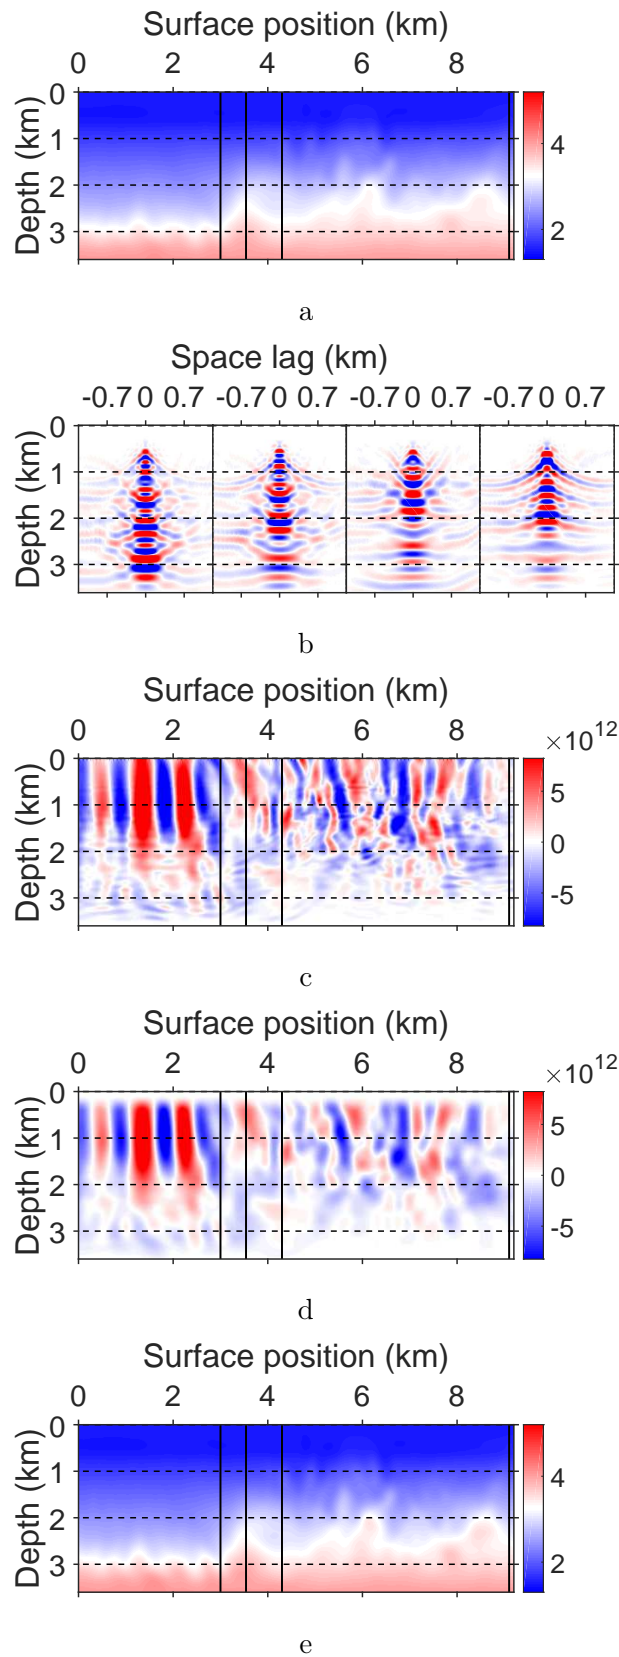 Surface position (km)
0 2 4 6 8
Depth (km)
0
1
2
3
4
2
a
Space lag (km)
-0.7 0 0.7 -0.7 0 0.7 -0.7 0 0.7 -0.7 0 0.7
Depth (km)
0
1
2
3
b
Surface position (km)
0 2 4 6 8
×10¹²
Depth (km)
0
1
2
3
5
0
-5
c
Surface position (km)
0 2 4 6 8
×10¹²
Depth (km)
0
1
2
3
5
0
-5
d
Surface position (km)
0 2 4 6 8
Depth (km)
0
1
2
3
4
2
e